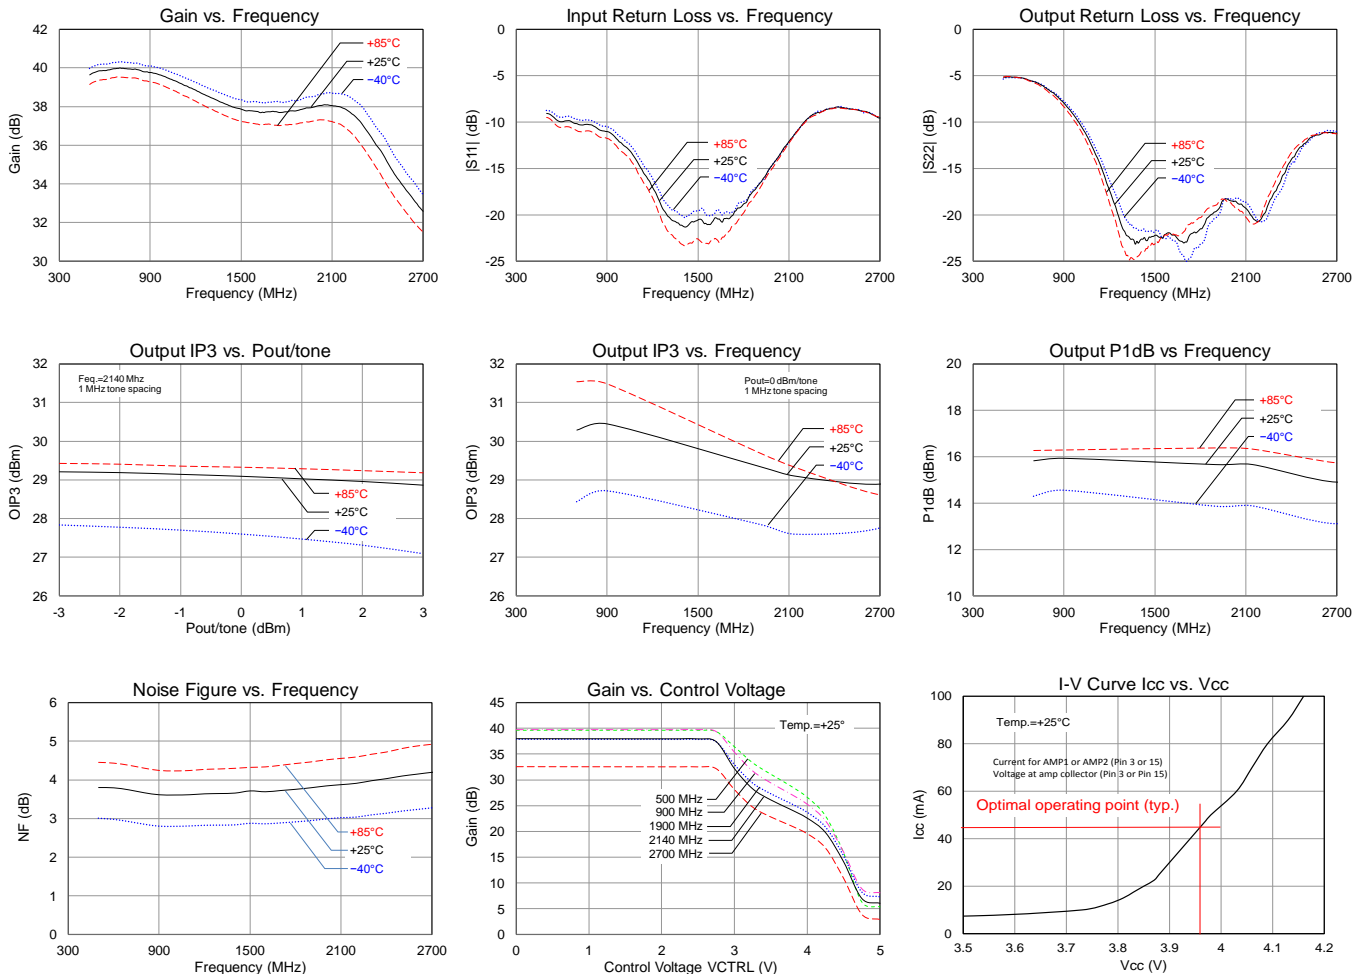 Gain vs. Frequency
42
40
38
36
34
32
30
Gain (dB)
+85°C
+25°C
−40°C
300 900 1500 2100 2700
Frequency (MHz)
Input Return Loss vs. Frequency
0
-5
-10
-15
-20
-25
|S11| (dB)
+85°C
+25°C
−40°C
300 900 1500 2100 2700
Frequency (MHz)
Output Return Loss vs. Frequency
0
-5
-10
-15
-20
-25
|S22| (dB)
+85°C
+25°C
−40°C
300 900 1500 2100 2700
Frequency (MHz)
Output IP3 vs. Pout/tone
32
31
30
29
28
27
26
OIP3 (dBm)
Feq.=2140 Mhz
1 MHz tone spacing
+85°C
+25°C
−40°C
-3 -2 -1 0 1 2 3
Pout/tone (dBm)
Output IP3 vs. Frequency
32
31
30
29
28
27
26
OIP3 (dBm)
Pout=0 dBm/tone
1 MHz tone spacing
+85°C
+25°C
−40°C
300 900 1500 2100 2700
Frequency (MHz)
Output P1dB vs Frequency
20
18
16
14
12
10
P1dB (dBm)
+85°C
+25°C
−40°C
300 900 1500 2100 2700
Frequency (MHz)
Noise Figure vs. Frequency
6
5
4
3
2
1
0
NF (dB)
+85°C
+25°C
−40°C
300 900 1500 2100 2700
Frequency (MHz)
Gain vs. Control Voltage
45
40
35
30
25
20
15
10
5
0
Gain (dB)
Temp.=+25°
500 MHz
900 MHz
1900 MHz
2140 MHz
2700 MHz
0 1 2 3 4 5
Control Voltage VCTRL (V)
I-V Curve Icc vs. Vcc
100
80
60
40
20
0
Icc (mA)
Temp.=+25°C
Current for AMP1 or AMP2 (Pin 3 or 15)
Voltage at amp collector (Pin 3 or Pin 15)
Optimal operating point (typ.)
3.5 3.6 3.7 3.8 3.9 4 4.1 4.2
Vcc (V)